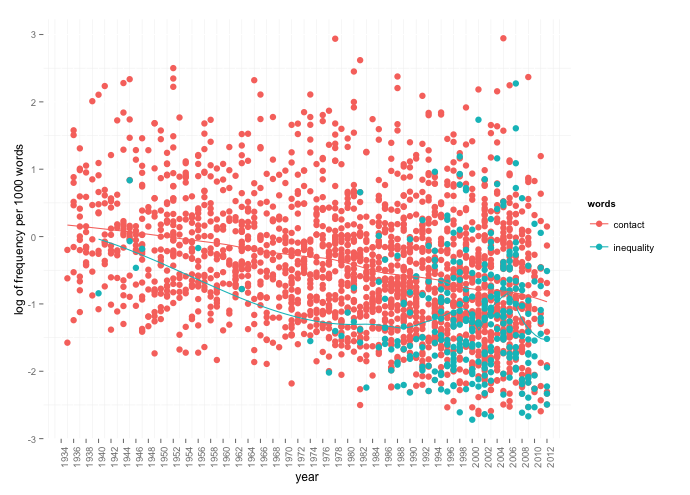 log of frequency per 1000 words
3
2
1
0
-1
-2
-3
1934 1936 1938 1940 1942 1944 1946 1948 1950 1952 1954 1956 1958 1960 1962 1964 1966 1968 1970 1972 1974 1976 1978 1980 1982 1984 1986 1988 1990 1992 1994 1996 1998 2000 2002 2004 2006 2008 2010 2012
year
words
contact
inequality